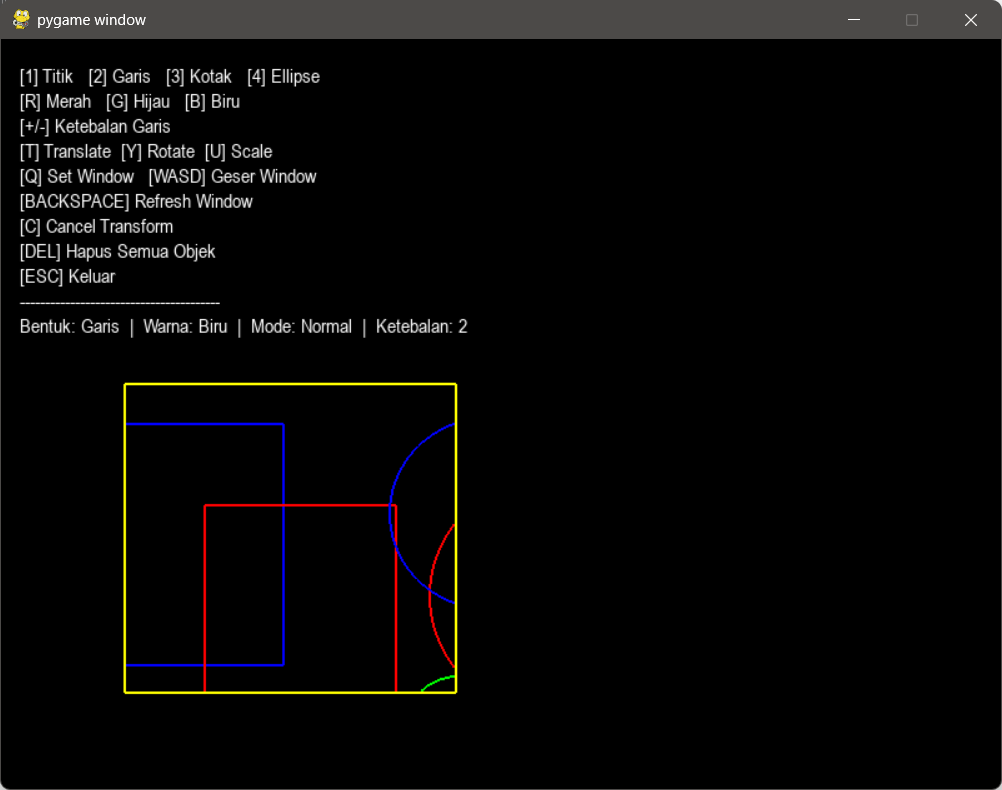 pygame window
[1] Titik   [2] Garis   [3] Kotak   [4] Ellipse
[R] Merah   [G] Hijau   [B] Biru
[+/-] Ketebalan Garis
[T] Translate  [Y] Rotate  [U] Scale
[Q] Set Window   [WASD] Geser Window
[BACKSPACE] Refresh Window
[C] Cancel Transform
[DEL] Hapus Semua Objek
[ESC] Keluar
----------------------------------------
Bentuk: Garis  |  Warna: Biru  |  Mode: Normal  |  Ketebalan: 2